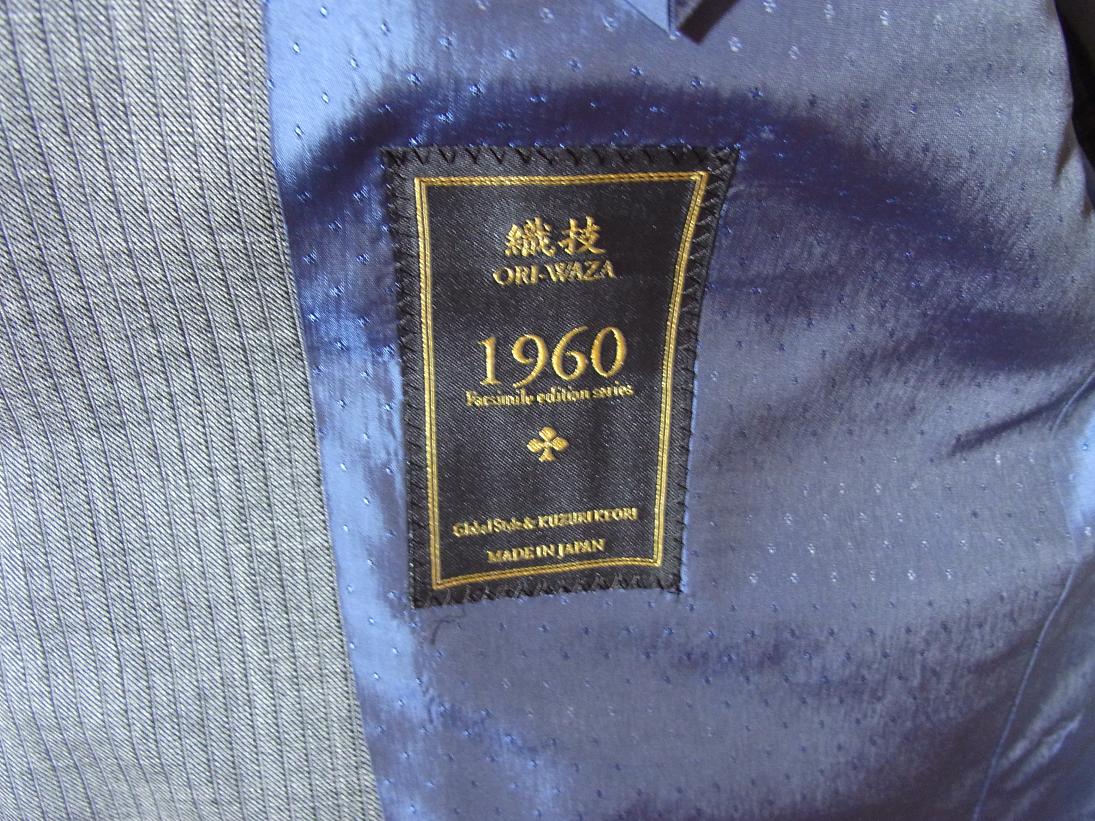 織技
ORI-WAZA
1960
Facsimile edition series
Global Style & KUZURI KEORI
MADE IN JAPAN